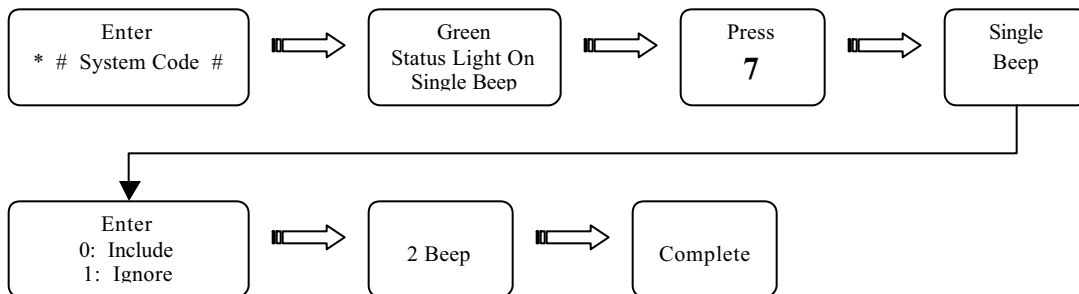 Enter
* # System Code #
Green
Status Light On
Single Beep
Press
7
Single
Beep
Enter
0: Include
1: Ignore
2 Beep
Complete